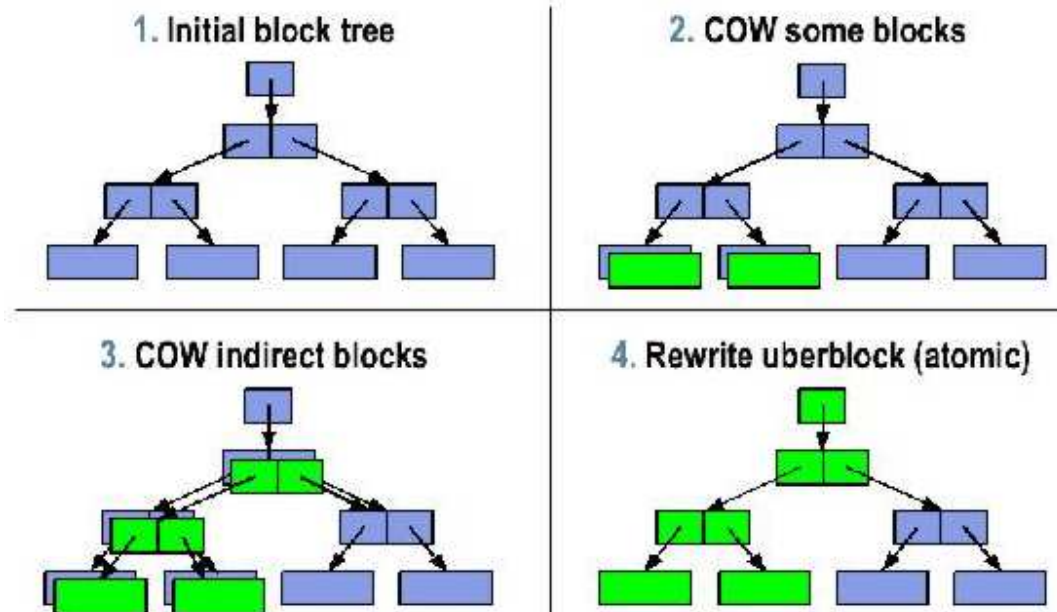 1. Initial block tree
2. COW some blocks
3. COW indirect blocks
4. Rewrite uberblock (atomic)